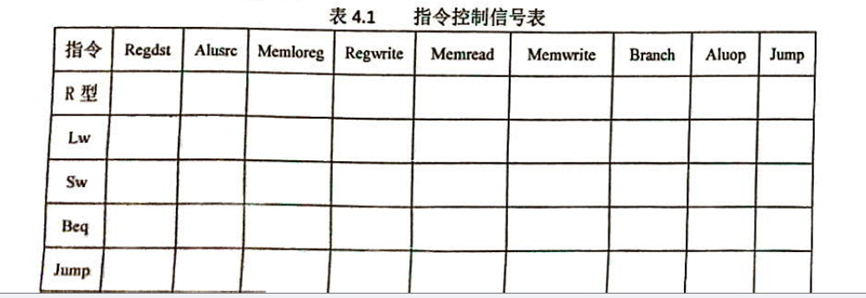 表 4.1 指令控制信号表
指令 Regdst Alusrc Memloreg Regwrite Memread Memwrite Branch Aluop Jump
R 型
Lw
Sw
Beq
Jump